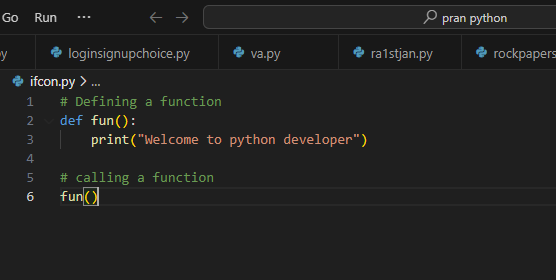 Go Run ... pran python
py loginsignupchoice.py va.py ra1stjan.py rockpapers
ifcon.py > ...
1 # Defining a function
2 def fun():
3     print("Welcome to python developer")
4
5 # calling a function
6 fun()